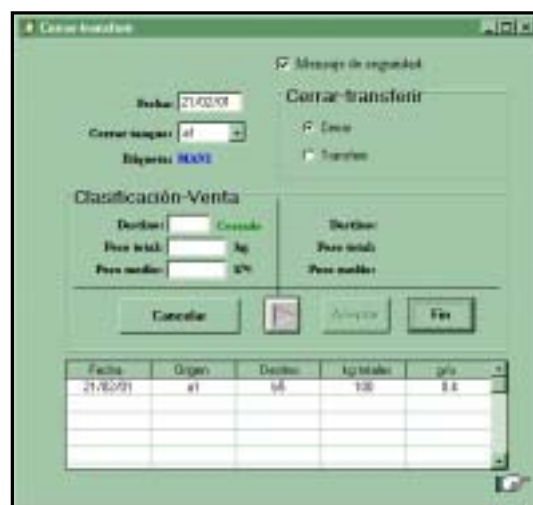 Cerrar-transferir
Mensaje de seguridad
Fecha: 21/02/01
Cerrar-transferir
Cerrar tanque: a1
Cerrar
Transferir
Etiqueta: MANI
Clasificación-Venta
Destino: Cerrado
Destino:
Peso total: kg
Peso total:
Peso medio:
Peso medio:
Cancelar
Aceptar
Fin
Fecha Origen Destino kg totales g/u
21/02/01 a1 b5 100 0.4